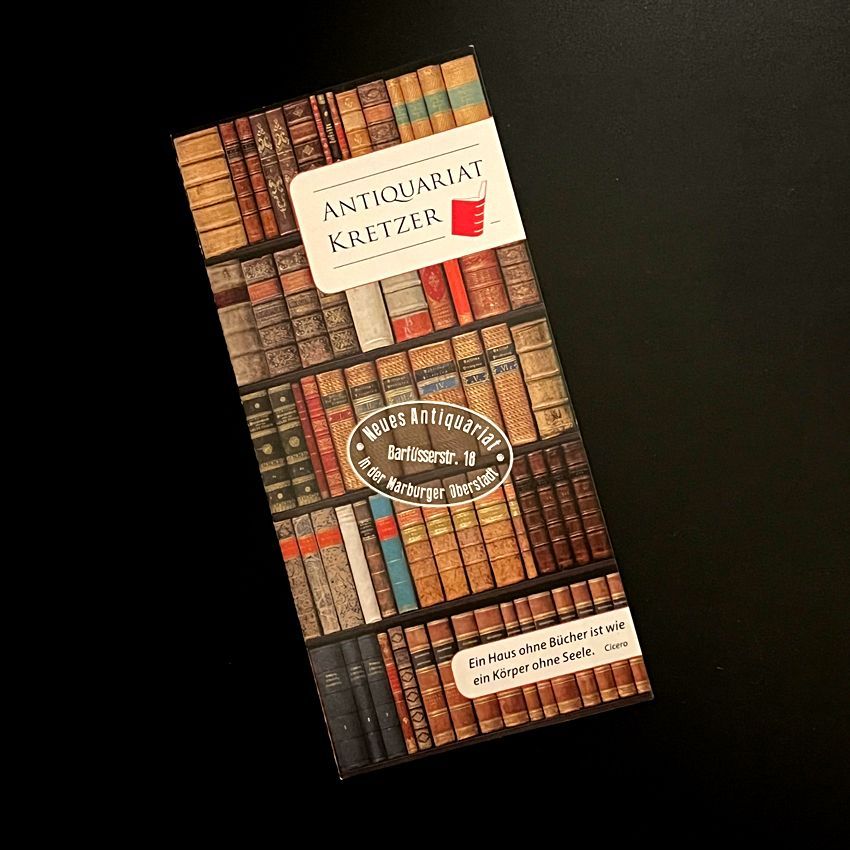 ANTIQUARIAT
KRETZER
Neues Antiquariat
Barfüsserstr. 18
in der Marburger Oberstadt
Ein Haus ohne Bücher ist wie
ein Körper ohne Seele. Cicero